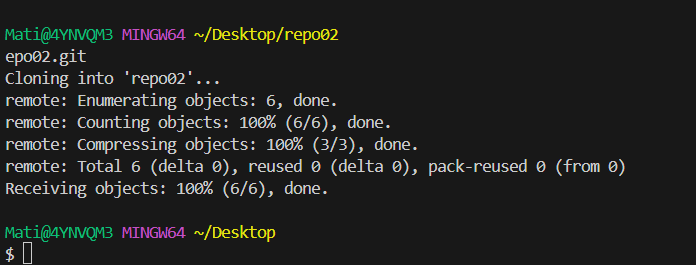 Mati@4YNVQM3 MINGW64 ~/Desktop/repo02
epo02.git
Cloning into 'repo02'...
remote: Enumerating objects: 6, done.
remote: Counting objects: 100% (6/6), done.
remote: Compressing objects: 100% (3/3), done.
remote: Total 6 (delta 0), reused 0 (delta 0), pack-reused 0 (from 0)
Receiving objects: 100% (6/6), done.
Mati@4YNVQM3 MINGW64 ~/Desktop
$